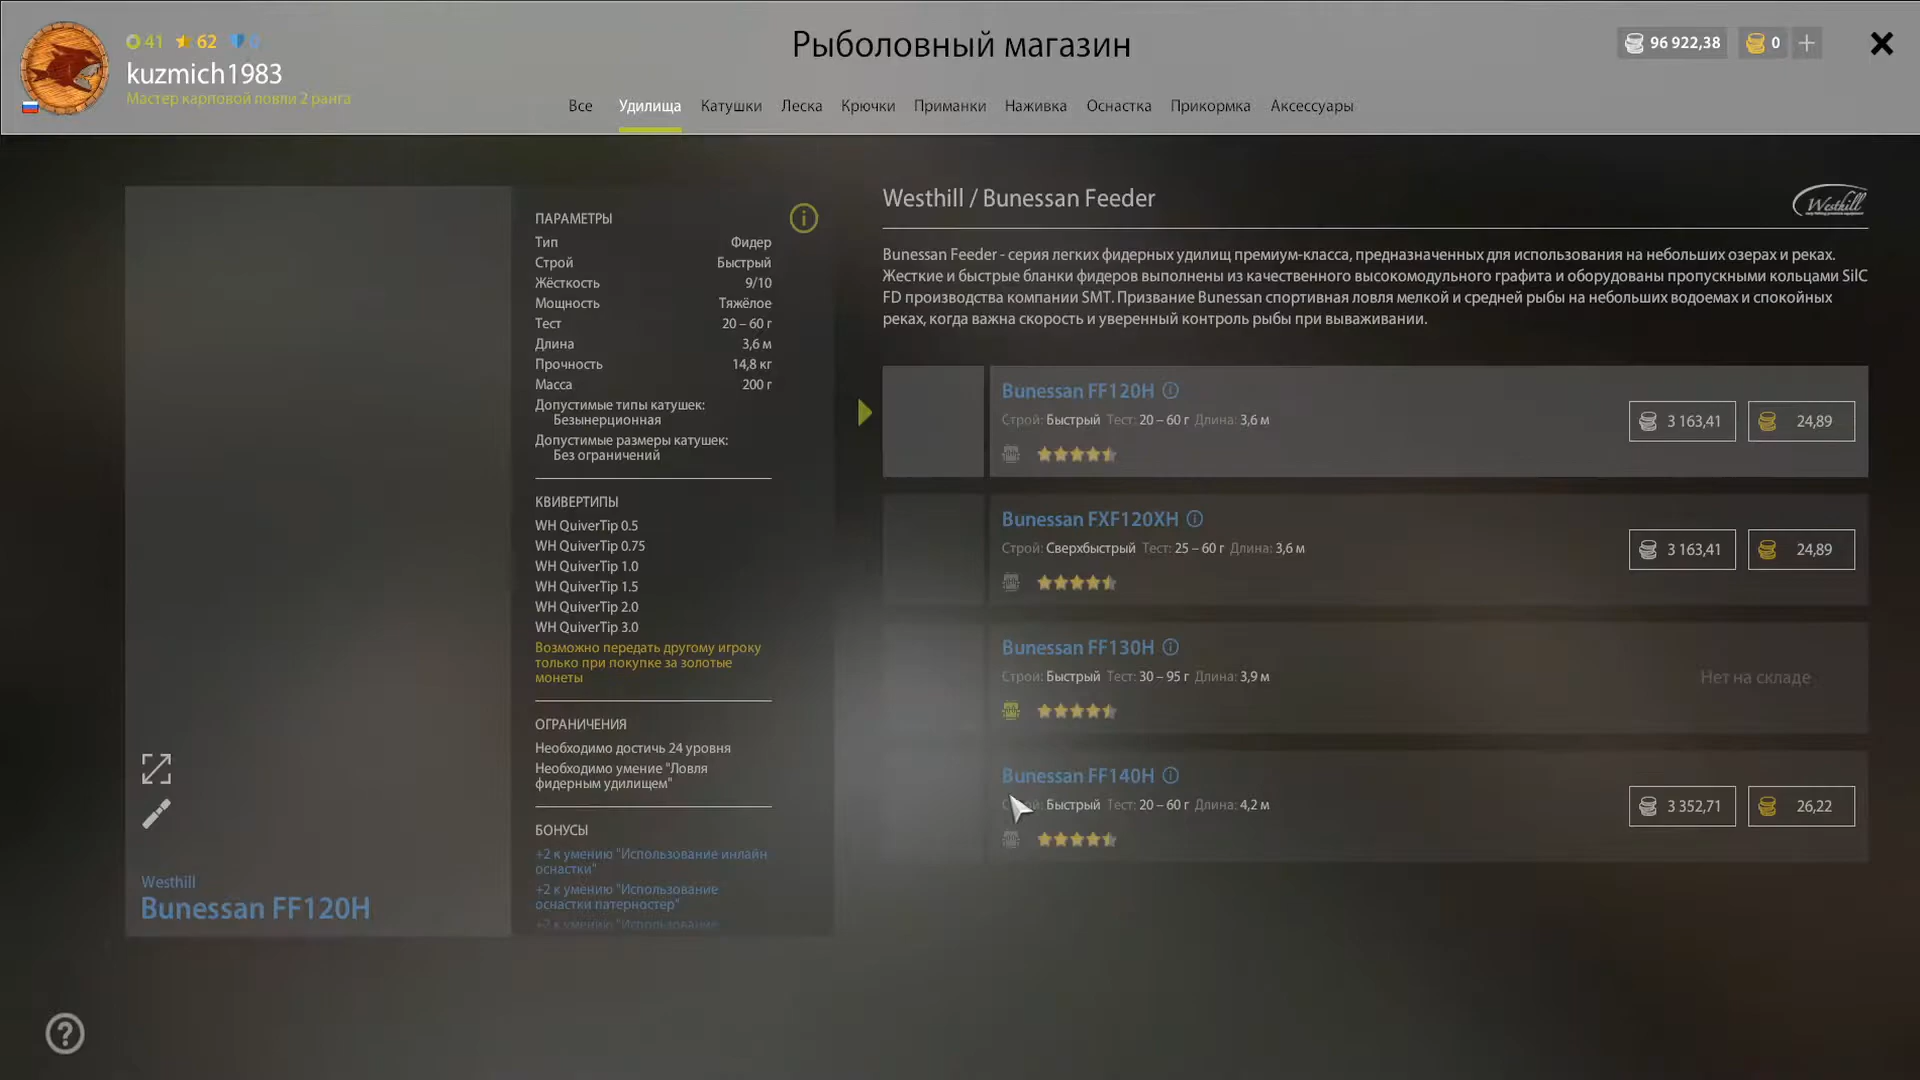 41 62 0
kuzmich1983
Мастер карповой ловли 2 ранга
Рыболовный магазин
96 922,38 0
Все Удилища Катушки Леска Крючки Приманки Наживка Оснастка Прикормка Аксессуары
ПАРАМЕТРЫ
Тип Фидер
Строй Быстрый
Жёсткость 9/10
Мощность Тяжёлое
Тест 20 – 60 г
Длина 3,6 м
Прочность 14,8 кг
Масса 200 г
Допустимые типы катушек:
Безынерционная
Допустимые размеры катушек:
Без ограничений
КВИВЕРТИПЫ
WH QuiverTip 0.5
WH QuiverTip 0.75
WH QuiverTip 1.0
WH QuiverTip 1.5
WH QuiverTip 2.0
WH QuiverTip 3.0
Возможно передать другому игроку
только при покупке за золотые
монеты
ОГРАНИЧЕНИЯ
Необходимо достичь 24 уровня
Необходимо умение "Ловля
фидерным удилищем"
БОНУСЫ
+2 к умению "Использование инлайн
оснастки"
+2 к умению "Использование
оснастки патерностер"
+2 к умению "Использование
Westhill
Bunessan FF120H
Westhill / Bunessan Feeder
Westhill
Bunessan Feeder - серия легких фидерных удилищ премиум-класса, предназначенных для использования на небольших озерах и реках.
Жесткие и быстрые бланки фидеров выполнены из качественного высокомодульного графита и оборудованы пропускными кольцами SilC
FD производства компании SMT. Призвание Bunessan спортивная ловля мелкой и средней рыбы на небольших водоемах и спокойных
реках, когда важна скорость и уверенный контроль рыбы при вываживании.
Bunessan FF120H
Строй: Быстрый Тест: 20 – 60 г Длина: 3,6 м
3 163,41 24,89
Bunessan FXF120XH
Строй: Сверхбыстрый Тест: 25 – 60 г Длина: 3,6 м
3 163,41 24,89
Bunessan FF130H
Строй: Быстрый Тест: 30 – 95 г Длина: 3,9 м
Нет на складе
Bunessan FF140H
Быстрый Тест: 20 – 60 г Длина: 4,2 м
3 352,71 26,22